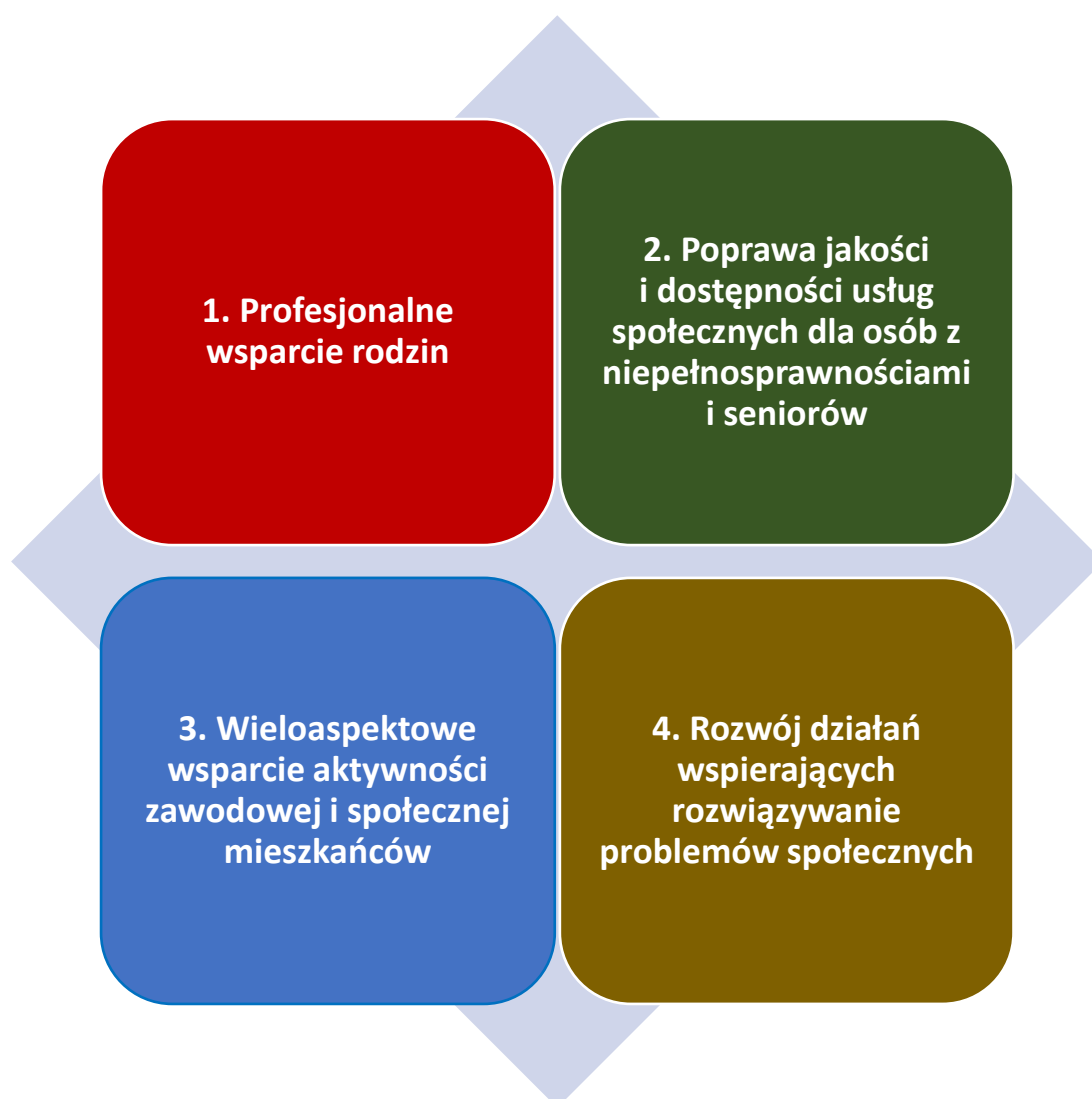 1. Profesjonalne
wsparcie rodzin
2. Poprawa jakości
i dostępności usług
społecznych dla osób z
niepełnosprawnościami
i seniorów
3. Wieloaspektowe
wsparcie aktywności
zawodowej i społecznej
mieszkańców
4. Rozwój działań
wspierających
rozwiązywanie
problemów społecznych